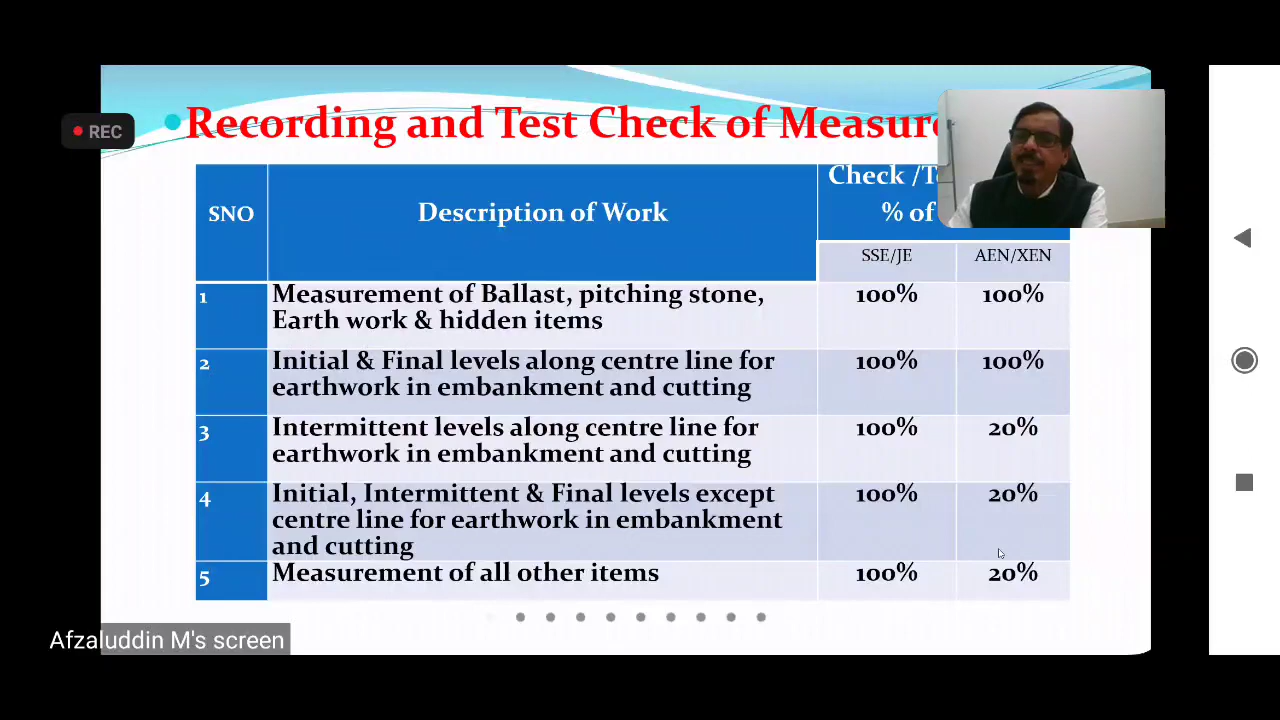 REC
Recording and Test Check of
SNO
Description of Work
Check
% of
SSE/JE
AEN/XEN
1
Measurement of Ballast, pitching stone,
Earth work & hidden items
100%
100%
2
Initial & Final levels along centre line for
earthwork in embankment and cutting
100%
100%
3
Intermittent levels along centre line for
earthwork in embankment and cutting
100%
20%
4
Initial, Intermittent & Final levels except
centre line for earthwork in embankment
and cutting
100%
20%
5
Measurement of all other items
100%
20%
Afzaluddin M's screen